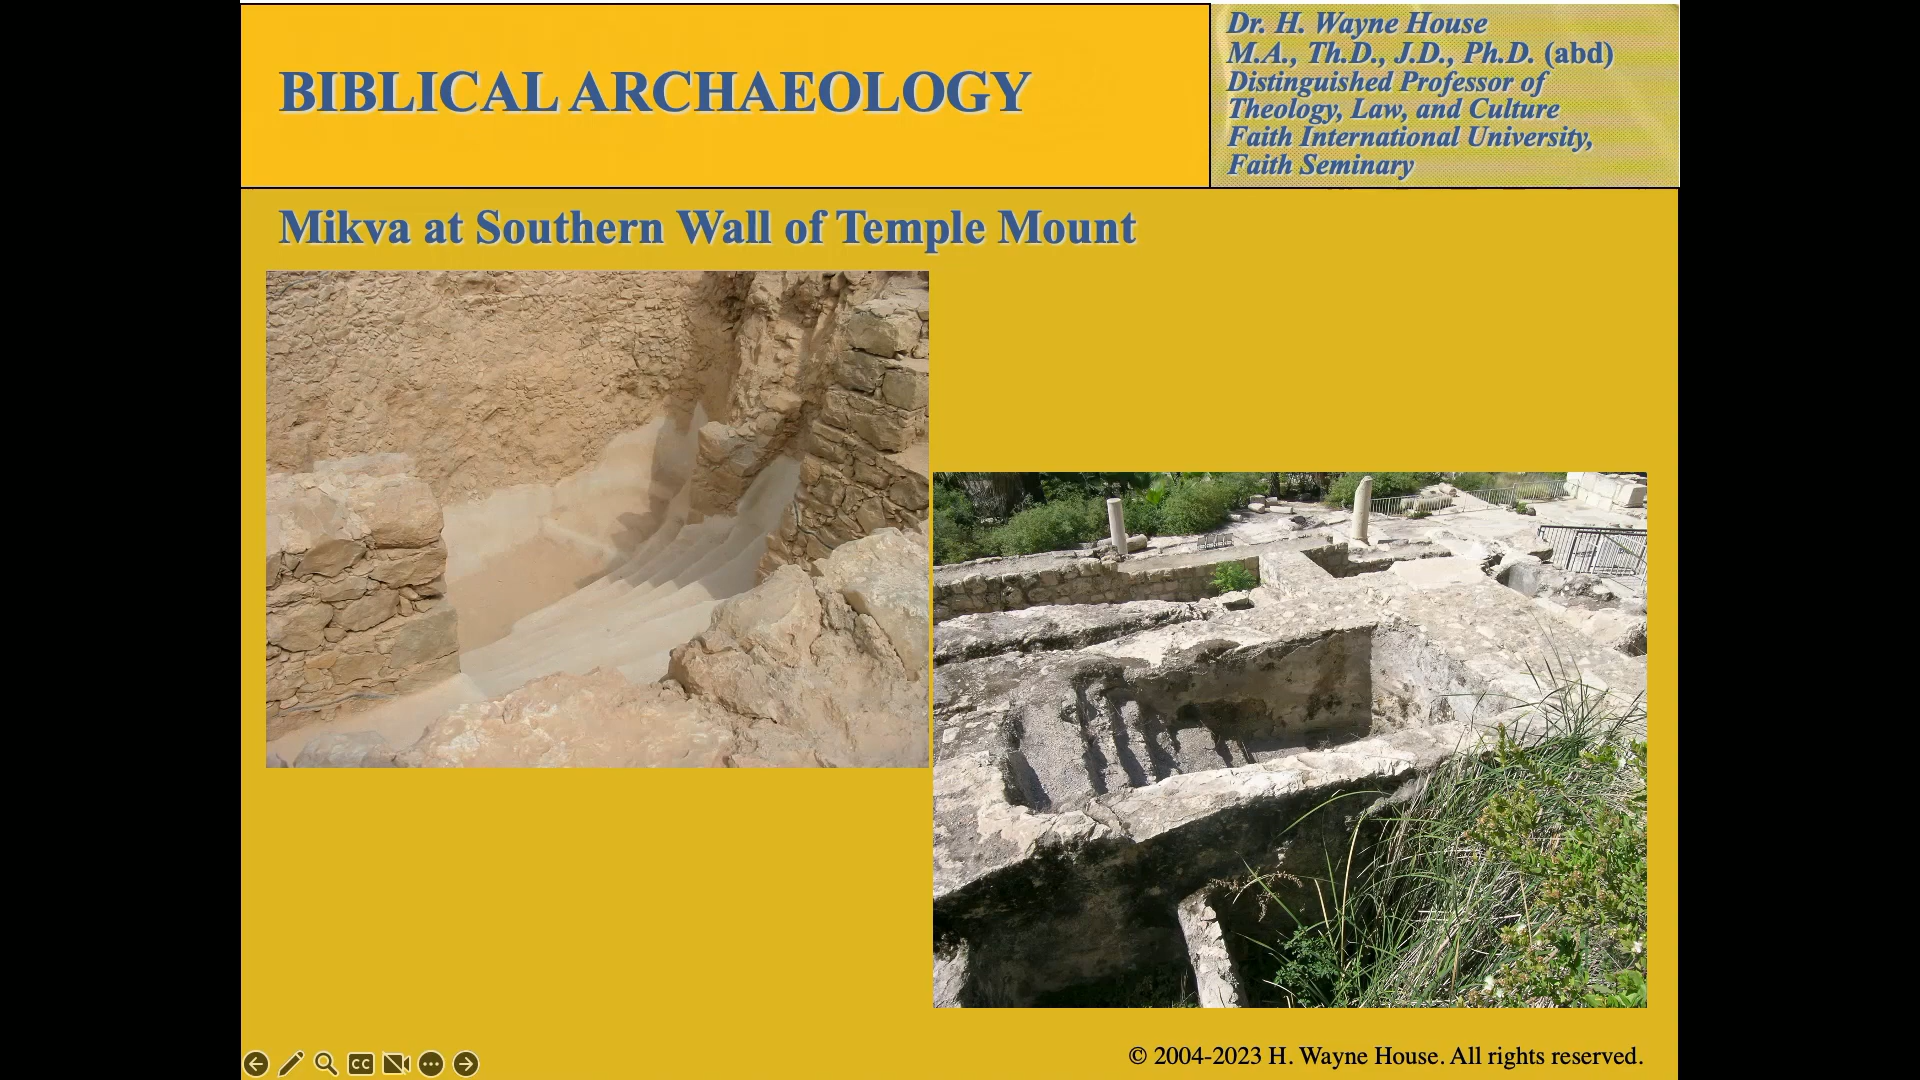 BIBLICAL ARCHAEOLOGY
Dr. H. Wayne House
M.A., Th.D., J.D., Ph.D. (abd)
Distinguished Professor of
Theology, Law, and Culture
Faith International University,
Faith Seminary
Mikva at Southern Wall of Temple Mount
CC
© 2004-2023 H. Wayne House. All rights reserved.